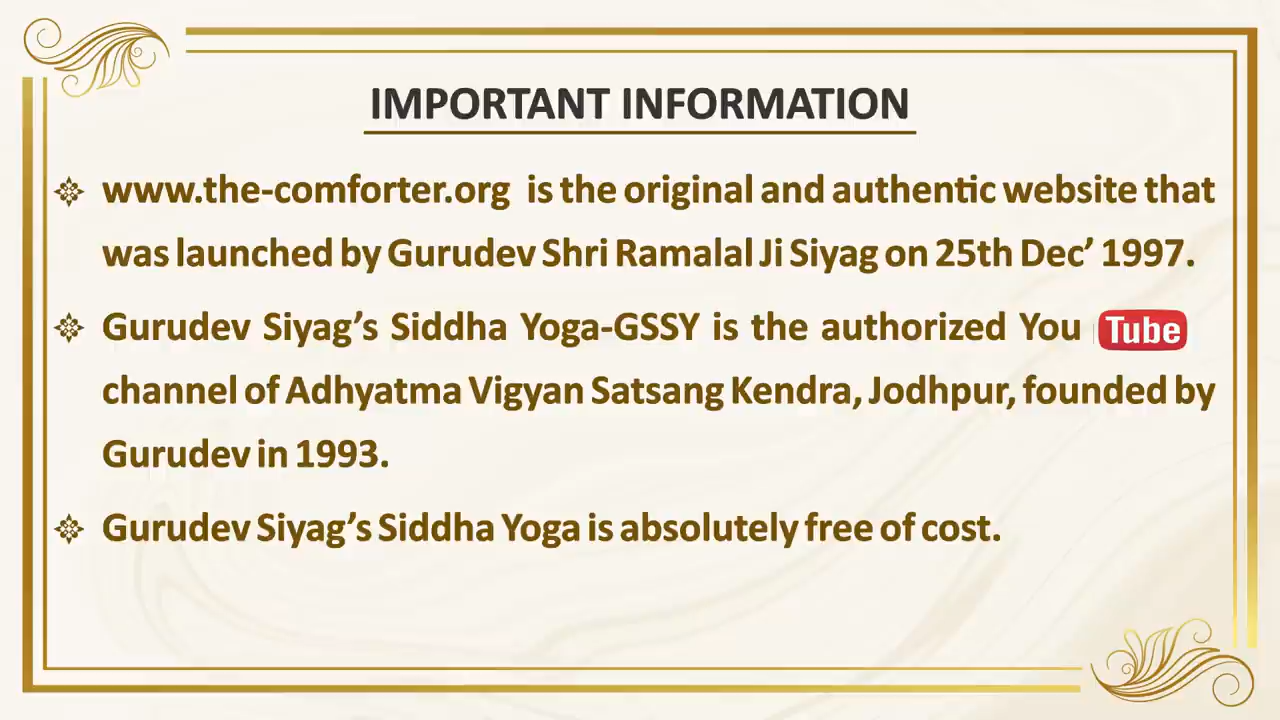 IMPORTANT INFORMATION
www.the-comforter.org is the original and authentic website that
was launched by Gurudev Shri Ramalal Ji Siyag on 25th Dec’ 1997.
Gurudev Siyag’s Siddha Yoga-GSSY is the authorized You Tube
channel of Adhyatma Vigyan Satsang Kendra, Jodhpur, founded by
Gurudev in 1993.
Gurudev Siyag’s Siddha Yoga is absolutely free of cost.